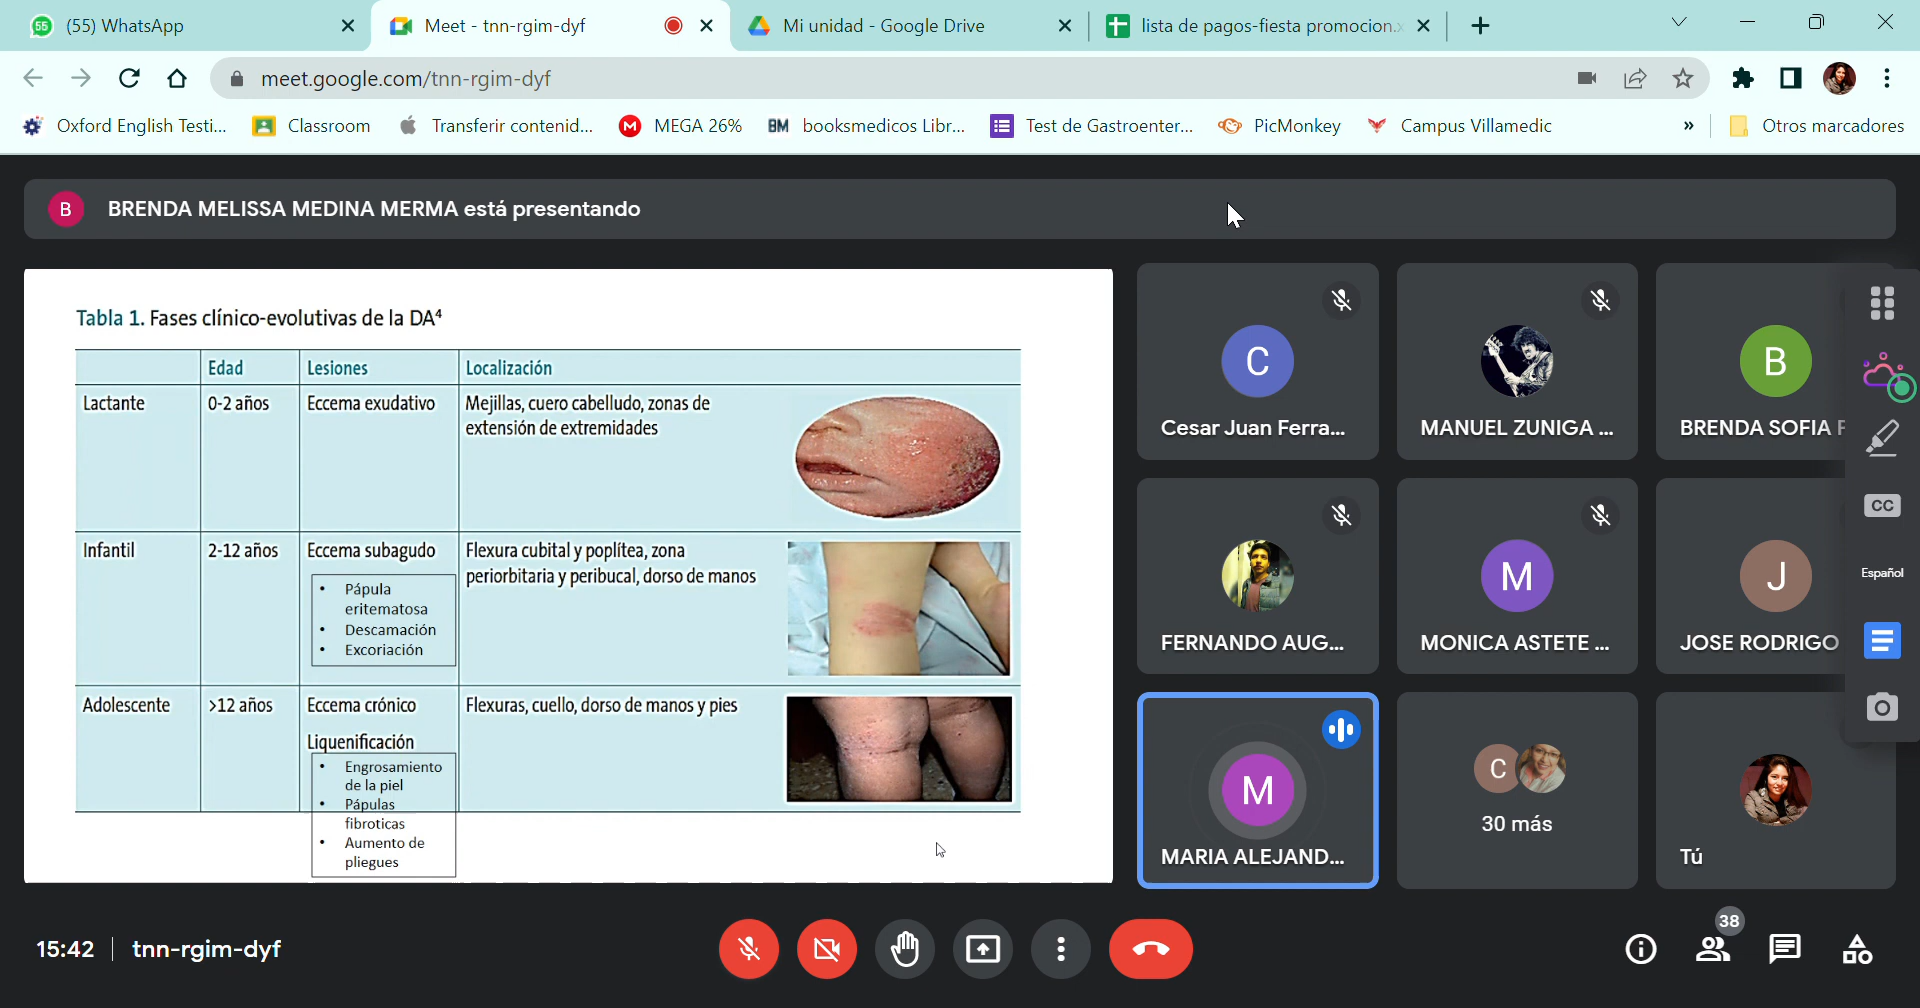 55 (55) WhatsApp
Meet - tnn-rgim-dyf
Mi unidad - Google Drive
lista de pagos-fiesta promocion.x
meet.google.com/tnn-rgim-dyf
Oxford English Testi...
Classroom
Transferir contenid...
M MEGA 26%
BM booksmedicos Libr...
Test de Gastroenter...
PicMonkey
Campus Villamedic
»
Otros marcadores
B BRENDA MELISSA MEDINA MERMA está presentando
Tabla 1. Fases clínico-evolutivas de la DA⁴
Edad Lesiones Localización
Lactante 0-2 años Eccema exudativo Mejillas, cuero cabelludo, zonas de
extensión de extremidades
Infantil 2-12 años Eccema subagudo Flexura cubital y poplítea, zona
periorbitaria y peribucal, dorso de manos
• Pápula
eritematosa
• Descamación
• Excoriación
Adolescente >12 años Eccema crónico Flexuras, cuello, dorso de manos y pies
Liquenificación
• Engrosamiento
de la piel
• Pápulas
fibroticas
• Aumento de
pliegues
C
Cesar Juan Ferra...
MANUEL ZUNIGA ...
B
BRENDA SOFIA F
FERNANDO AUG...
M
MONICA ASTETE ...
J
JOSE RODRIGO
M
MARIA ALEJAND...
C
30 más
Tú
CC
Español
15:42 | tnn-rgim-dyf
38